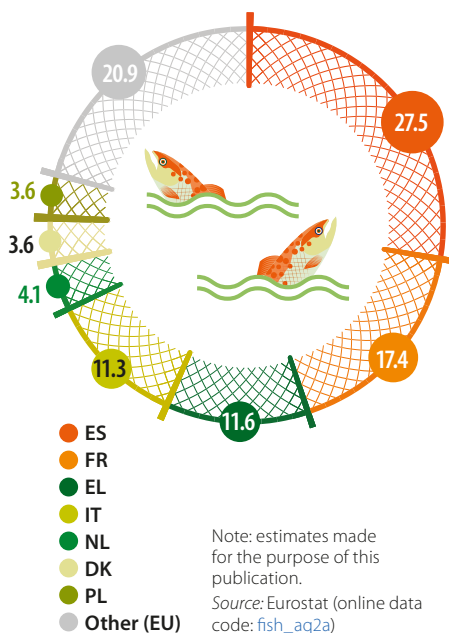 20.9
27.5
3.6
3.6
4.1
17.4
11.3
11.6
ES
FR
EL
IT
NL
DK
PL
Other (EU)
Note: estimates made
for the purpose of this
publication.
Source: Eurostat (online data
code: fish_aq2a)